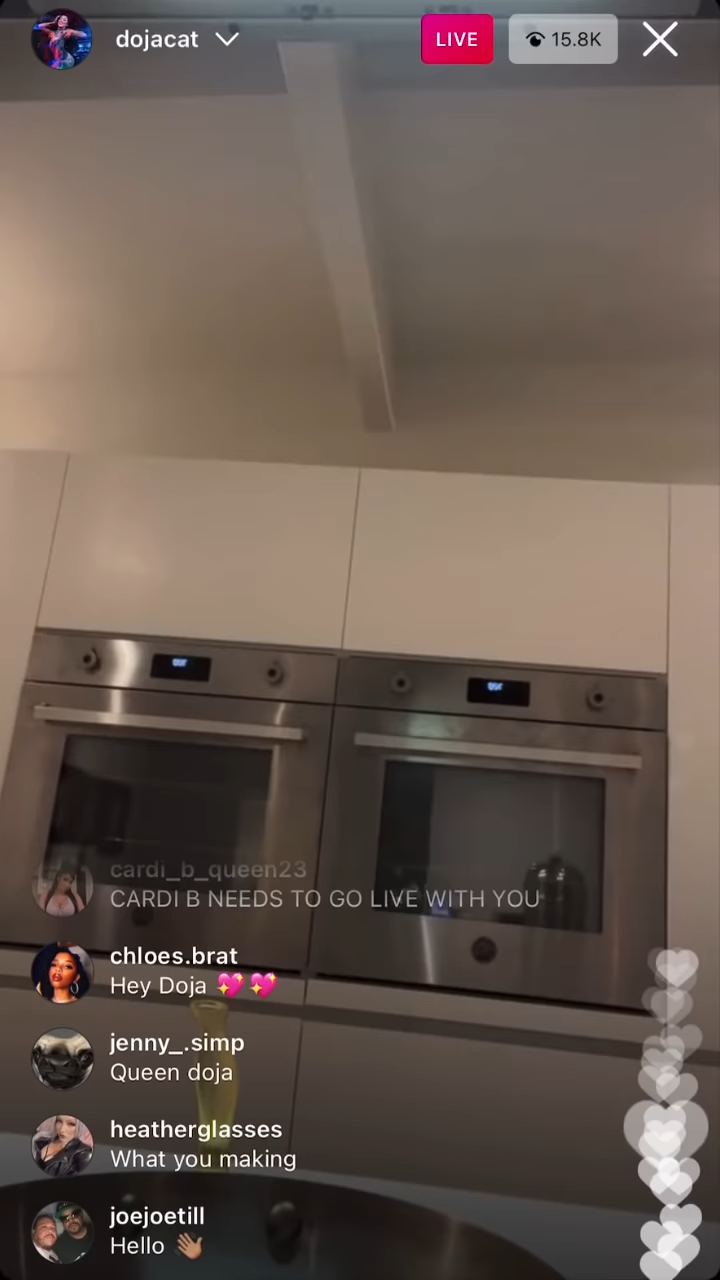 dojacat
LIVE
15.8K
cardi_b_queen23
CARDI B NEEDS TO GO LIVE WITH YOU
chloes.brat
Hey Doja 💖💖
jenny_.simp
Queen doja
heatherglasses
What you making
joejoetill
Hello 👋🏽